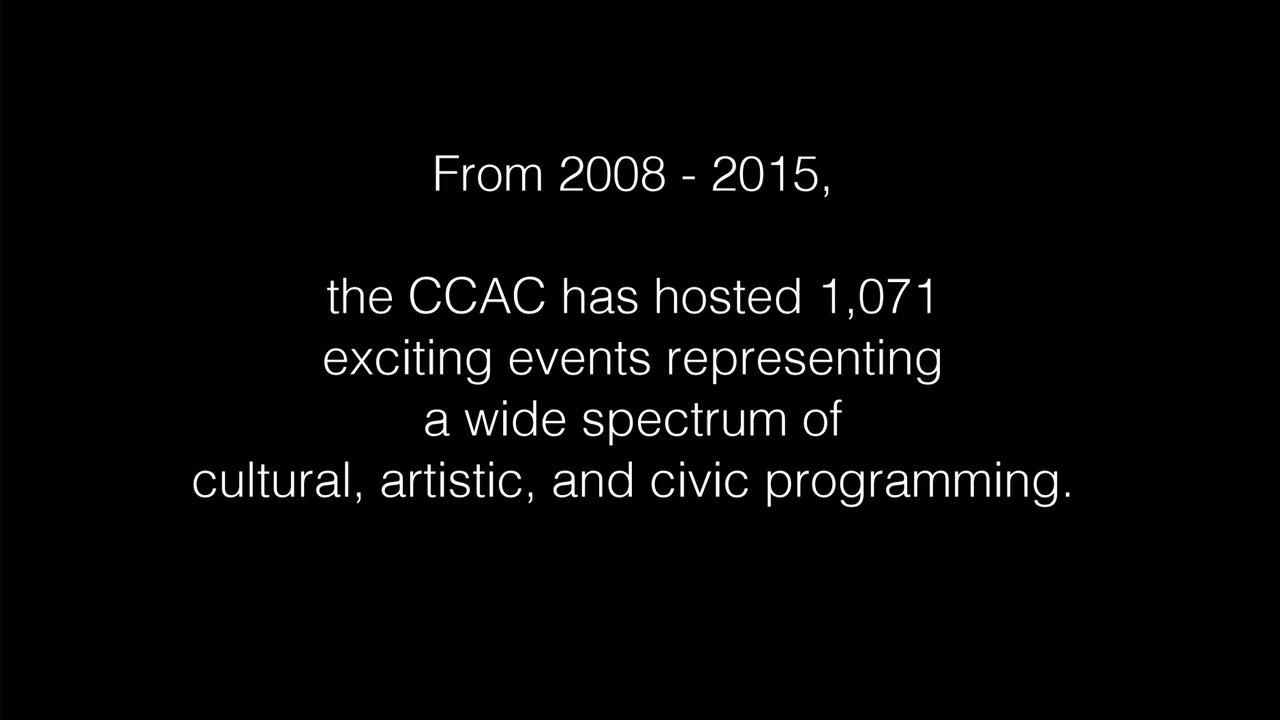 From 2008 - 2015,
the CCAC has hosted 1,071
exciting events representing
a wide spectrum of
cultural, artistic, and civic programming.